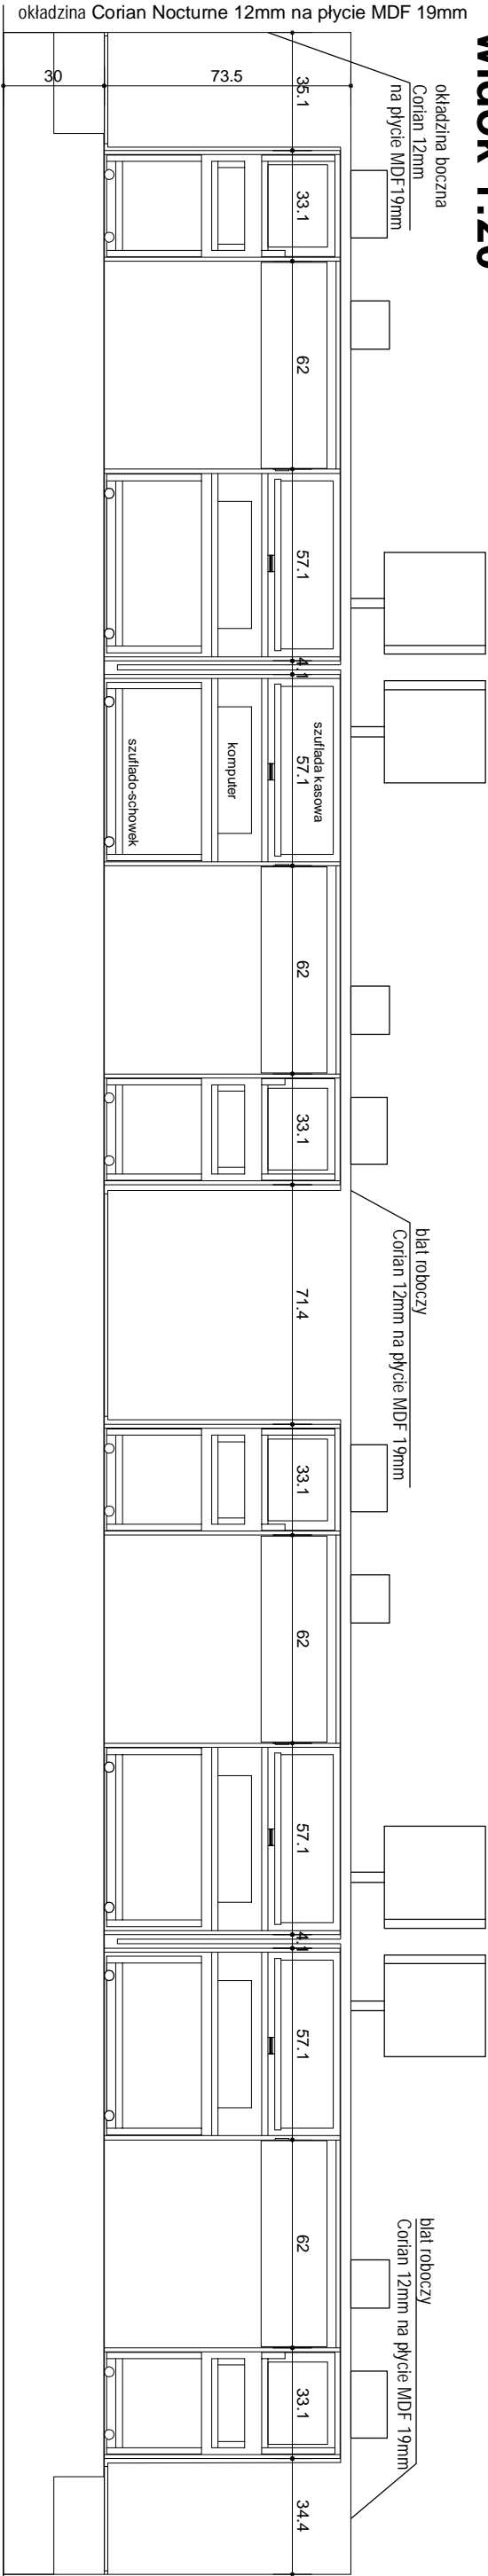 okładzina Corian Nocturne 12mm na płycie MDF 19mm
widok 1:20
30
73.5
okładzina boczna
Corian 12mm
na płycie MDF19mm
35.1
33.1
62
57.1
4.1
szuflada kasowa
57.1
komputer
szuflado-schowek
62
33.1
blat roboczy
Corian 12mm na płycie MDF 19mm
71.4
33.1
62
57.1
4.1
57.1
62
33.1
34.4
blat roboczy
Corian 12mm na płycie MDF 19mm